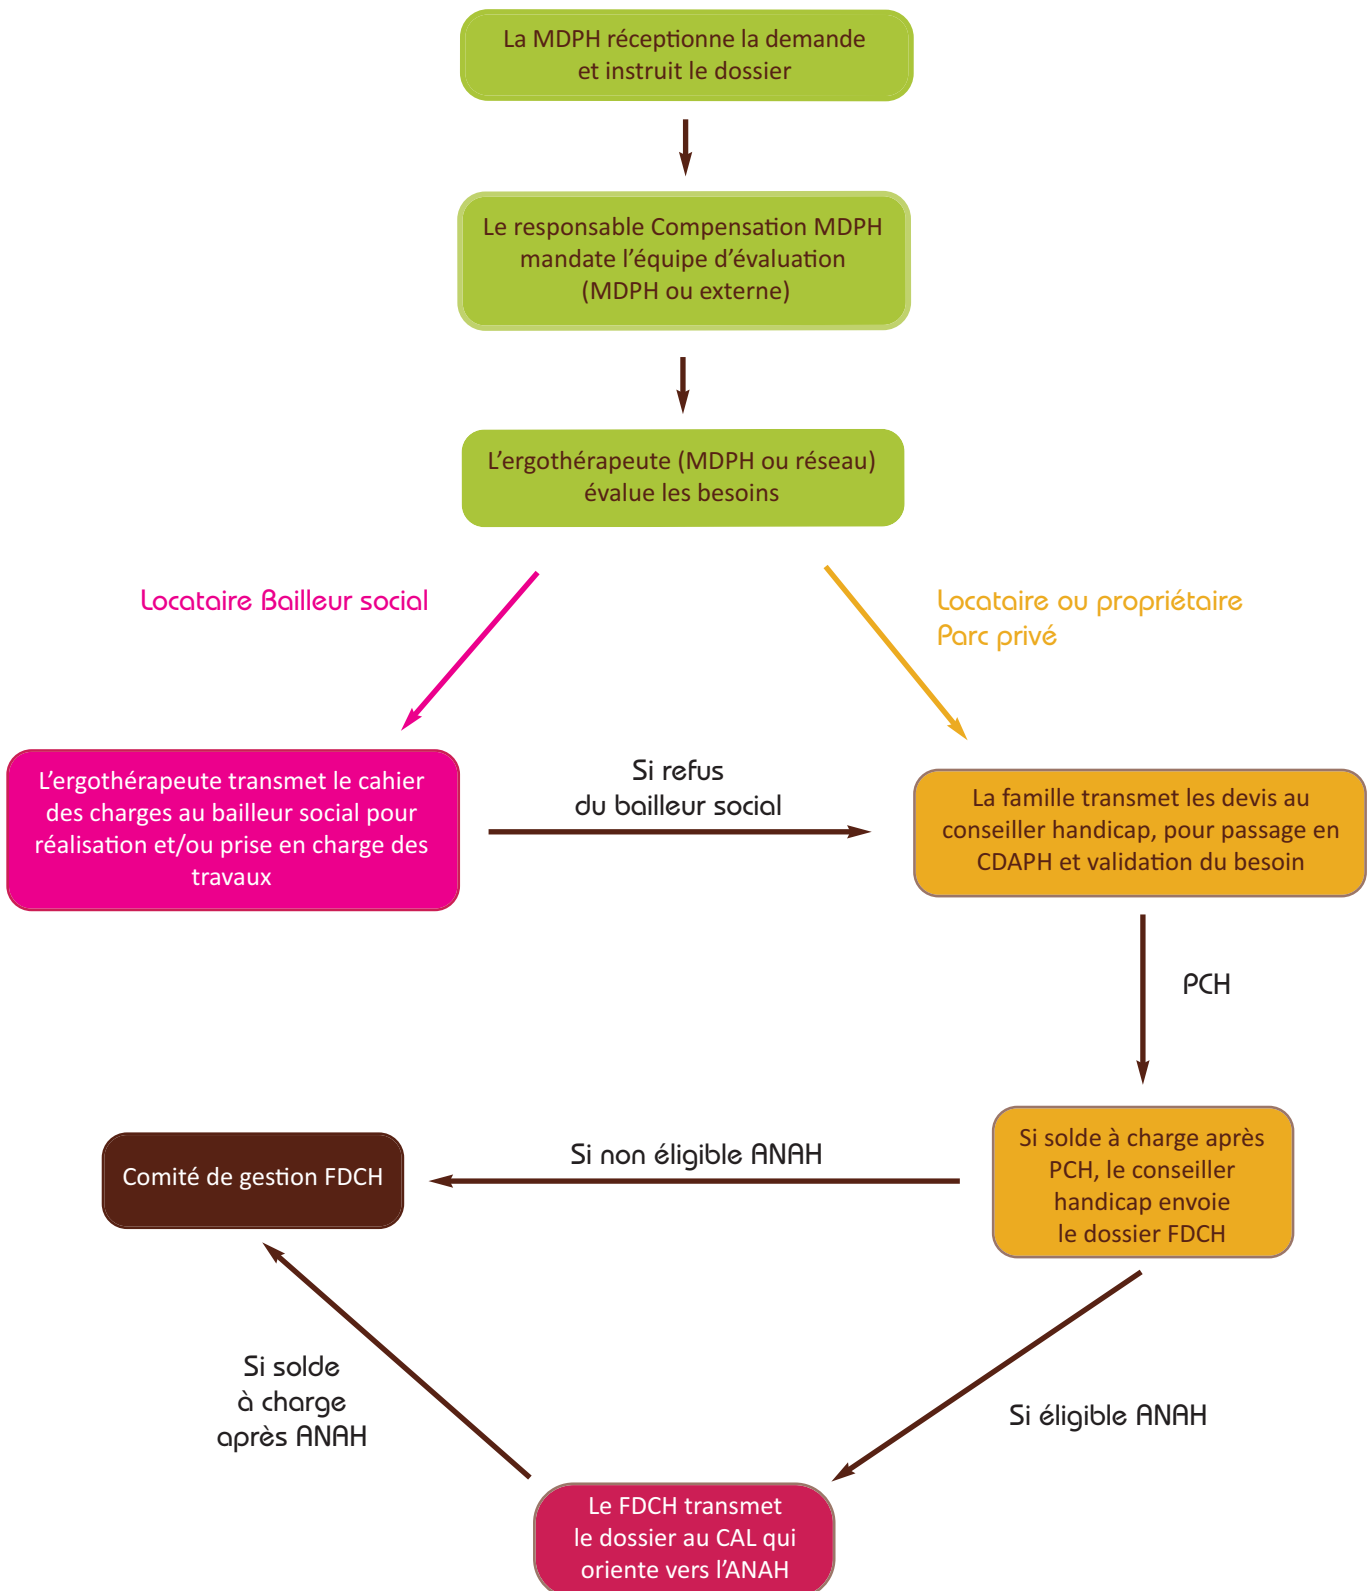 La MDPH réceptionne la demande
et instruit le dossier
Le responsable Compensation MDPH
mandate l’équipe d’évaluation
(MDPH ou externe)
L’ergothérapeute (MDPH ou réseau)
évalue les besoins
Locataire Bailleur social
Locataire ou propriétaire
Parc privé
L’ergothérapeute transmet le cahier
des charges au bailleur social pour
réalisation et/ou prise en charge des
travaux
Si refus
du bailleur social
La famille transmet les devis au
conseiller handicap, pour passage en
CDAPH et validation du besoin
PCH
Si solde à charge après
PCH, le conseiller
handicap envoie
le dossier FDCH
Si non éligible ANAH
Comité de gestion FDCH
Si solde
à charge
après ANAH
Si éligible ANAH
Le FDCH transmet
le dossier au CAL qui
oriente vers l’ANAH